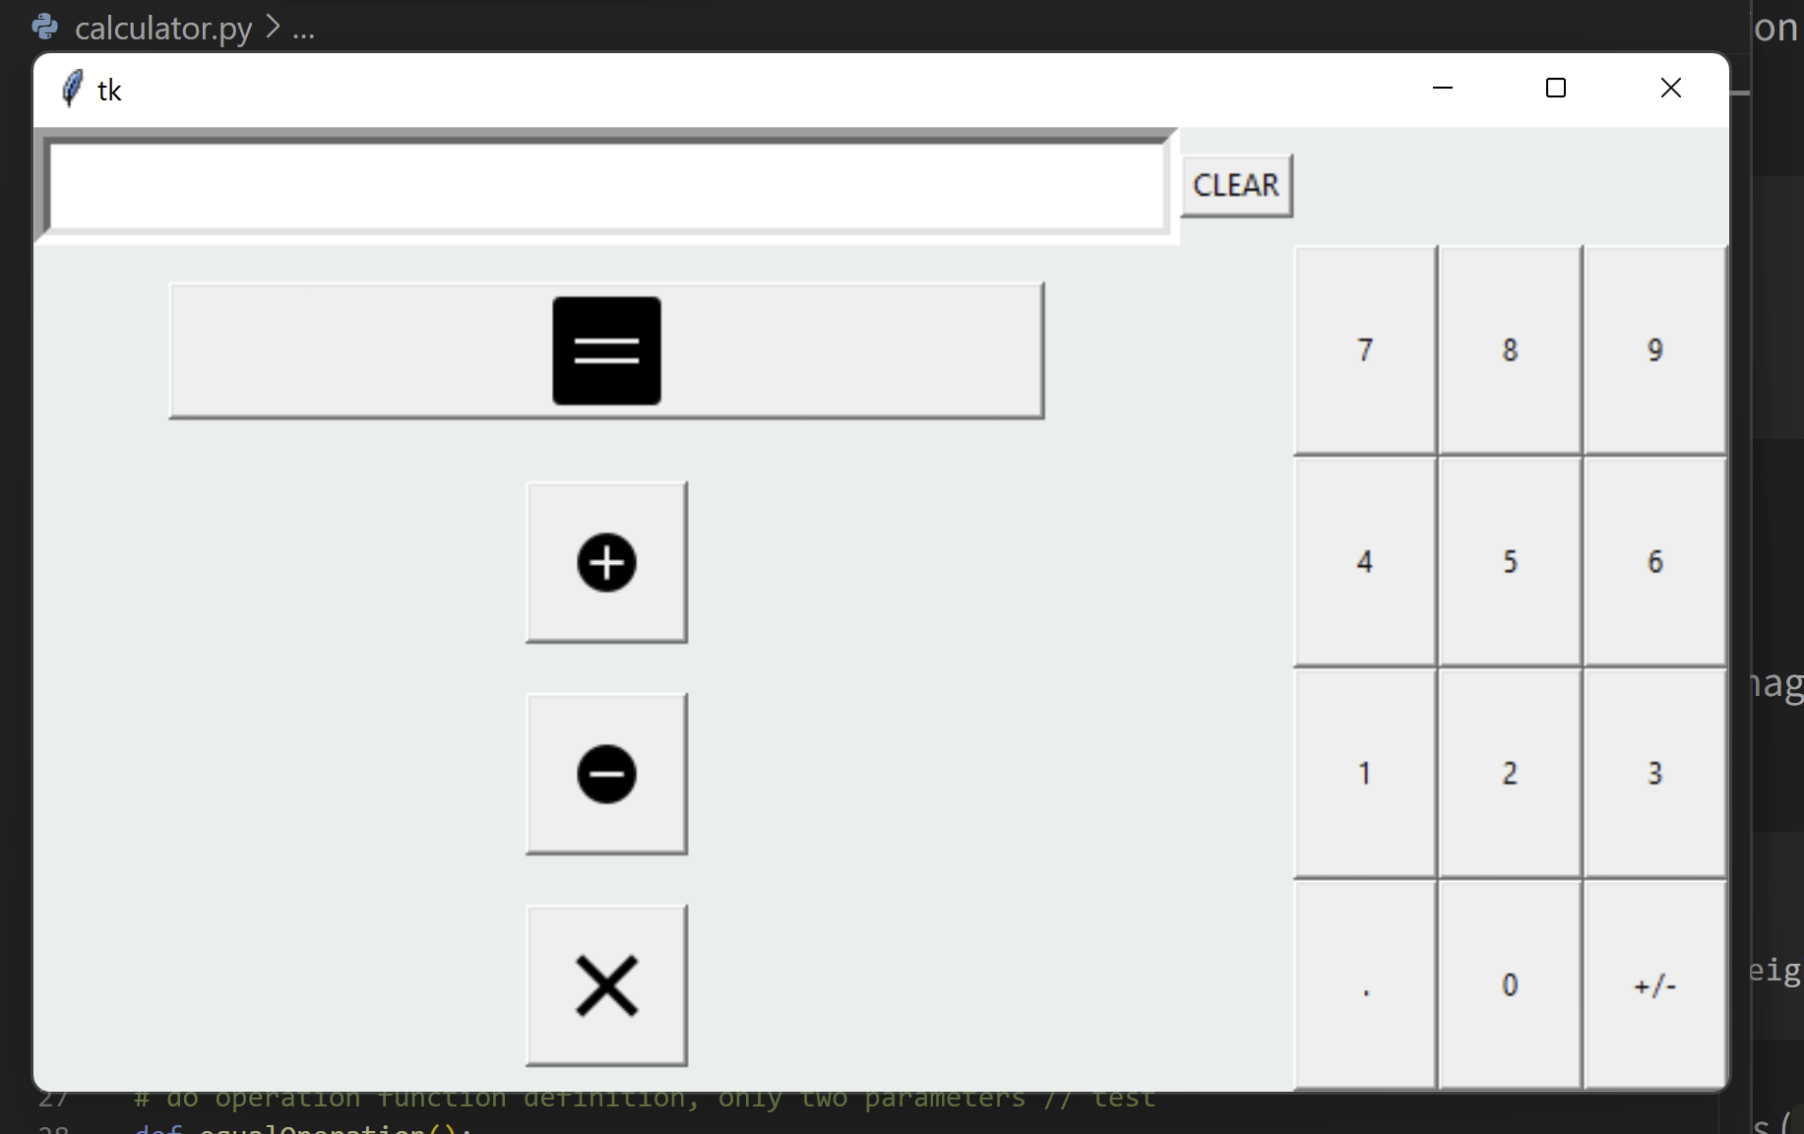 calculator.py > ...
on
tk
CLEAR
=
7 8 9
+
4 5 6
nag
−
1 2 3
eig
×
. 0 +/-
27 # do operation function definition, only two parameters // test
28 def equalOperation():
s(